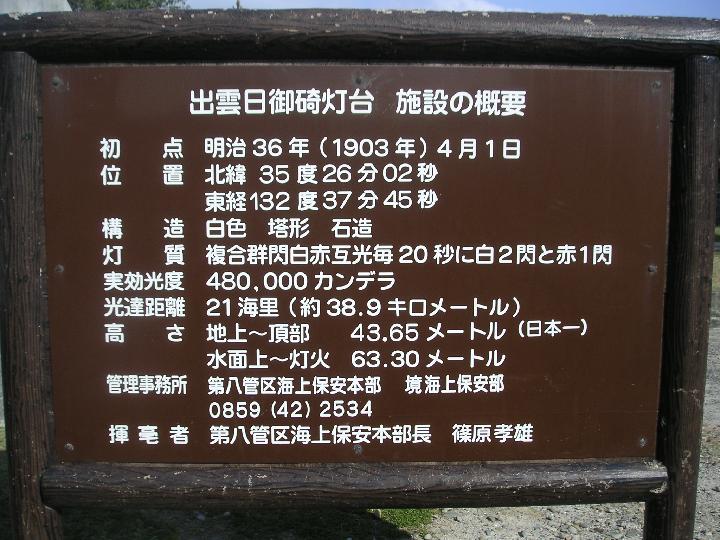 出雲日御碕灯台 施設の概要
初 点 明治36年(1903年)4月1日
位 置 北緯 35度26分02秒
東経132度37分45秒
構 造 白色 塔形 石造
灯 質 複合群閃白赤互光毎20秒に白2閃と赤1閃
実効光度 480,000カンデラ
光達距離 21海里(約38.9キロメートル)
高 さ 地上~頂部 43.65メートル(日本一)
水面上~灯火 63.30メートル
管理事務所 第八管区海上保安本部 境海上保安部
0859(42)2534
揮毫者 第八管区海上保安本部長 篠原孝雄